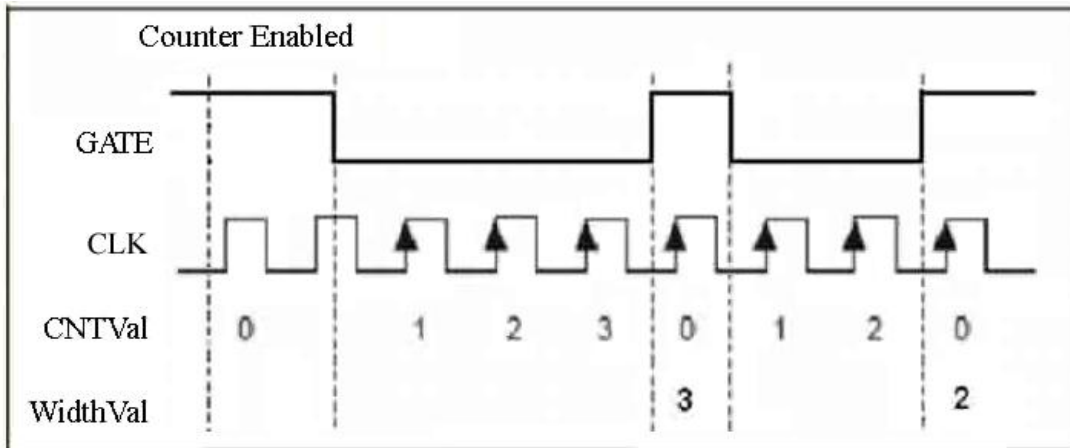 Counter Enabled
GATE
CLK
CNTVal 0 1 2 3 0 1 2 0
WidthVal 3 2